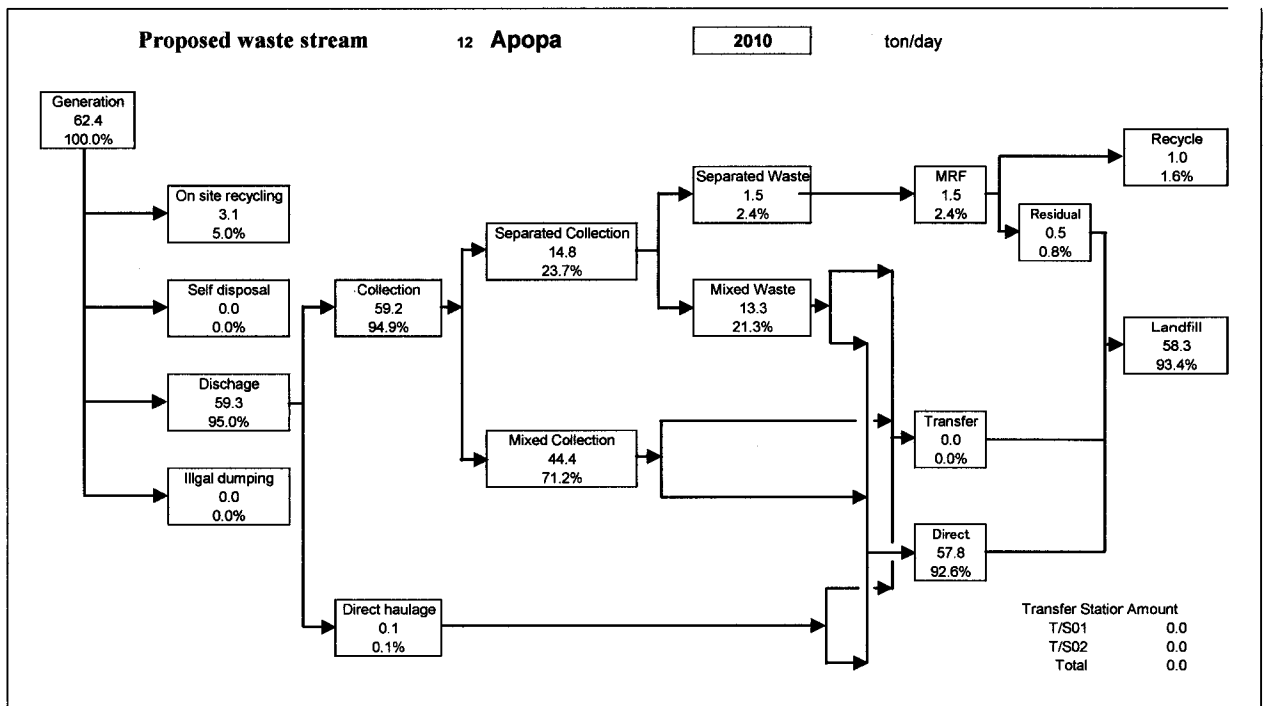 Proposed waste stream 12 Apopa 2010 ton/day
Generation
62.4
100.0%
On site recycling
3.1
5.0%
Self disposal
0.0
0.0%
Dischage
59.3
95.0%
Illgal dumping
0.0
0.0%
Collection
59.2
94.9%
Direct haulage
0.1
0.1%
Separated Collection
14.8
23.7%
Mixed Collection
44.4
71.2%
Separated Waste
1.5
2.4%
Mixed Waste
13.3
21.3%
MRF
1.5
2.4%
Residual
0.5
0.8%
Recycle
1.0
1.6%
Transfer
0.0
0.0%
Direct
57.8
92.6%
Landfill
58.3
93.4%
Transfer Statior Amount
T/S01 0.0
T/S02 0.0
Total 0.0